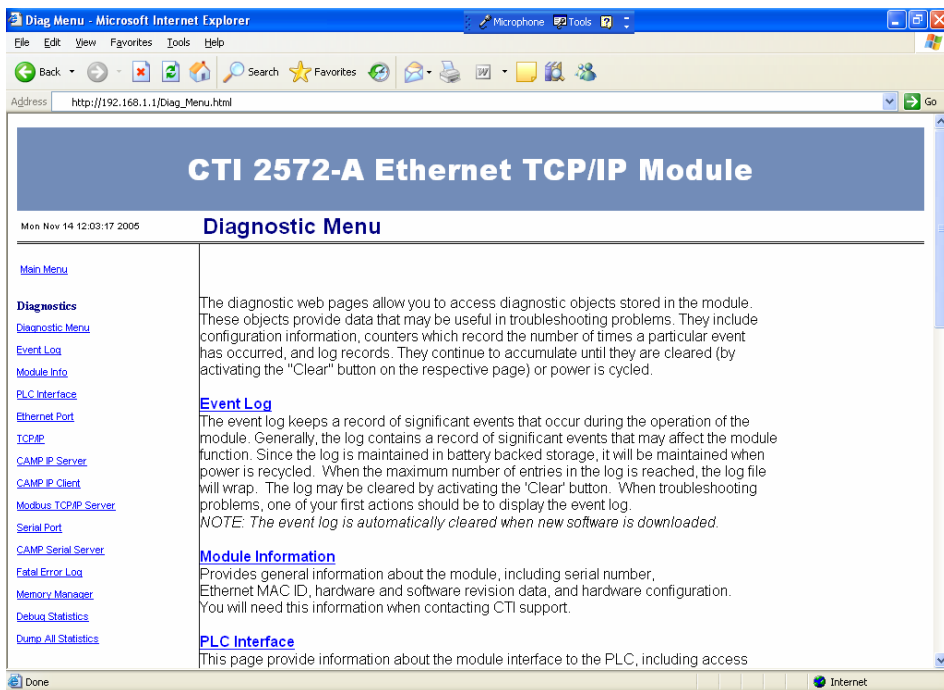 Diag Menu - Microsoft Internet Explorer
Microphone Tools
File Edit View Favorites Tools Help
Back Search Favorites
Address http://192.168.1.1/Diag_Menu.html Go
CTI 2572-A Ethernet TCP/IP Module
Mon Nov 14 12:03:17 2005
Diagnostic Menu
Main Menu
Diagnostics
Diagnostic Menu
Event Log
Module Info
PLC Interface
Ethernet Port
TCP/IP
CAMP IP Server
CAMP IP Client
Modbus TCP/IP Server
Serial Port
CAMP Serial Server
Fatal Error Log
Memory Manager
Debug Statistics
Dump All Statistics
The diagnostic web pages allow you to access diagnostic objects stored in the module.
These objects provide data that may be useful in troubleshooting problems. They include
configuration information, counters which record the number of times a particular event
has occurred, and log records. They continue to accumulate until they are cleared (by
activating the "Clear" button on the respective page) or power is cycled.
Event Log
The event log keeps a record of significant events that occur during the operation of the
module. Generally, the log contains a record of significant events that may affect the module
function. Since the log is maintained in battery backed storage, it will be maintained when
power is recycled. When the maximum number of entries in the log is reached, the log file
will wrap. The log may be cleared by activating the 'Clear' button. When troubleshooting
problems, one of your first actions should be to display the event log.
NOTE: The event log is automatically cleared when new software is downloaded.
Module Information
Provides general information about the module, including serial number,
Ethernet MAC ID, hardware and software revision data, and hardware configuration.
You will need this information when contacting CTI support.
PLC Interface
This page provide information about the module interface to the PLC, including access
Done Internet